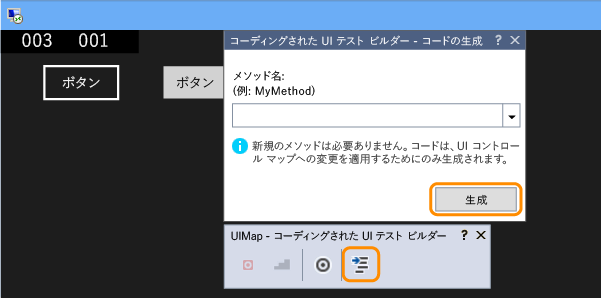 003 001
コーディングされた UI テスト ビルダー - コードの生成 ? ✕
ボタン ボタン
メソッド名:
(例: MyMethod)
新規のメソッドは必要ありません。コードは、UI コントロー
ル マップへの変更を適用するためにのみ生成されます。
生成
UIMap - コーディングされた UI テスト ビルダー ? ✕